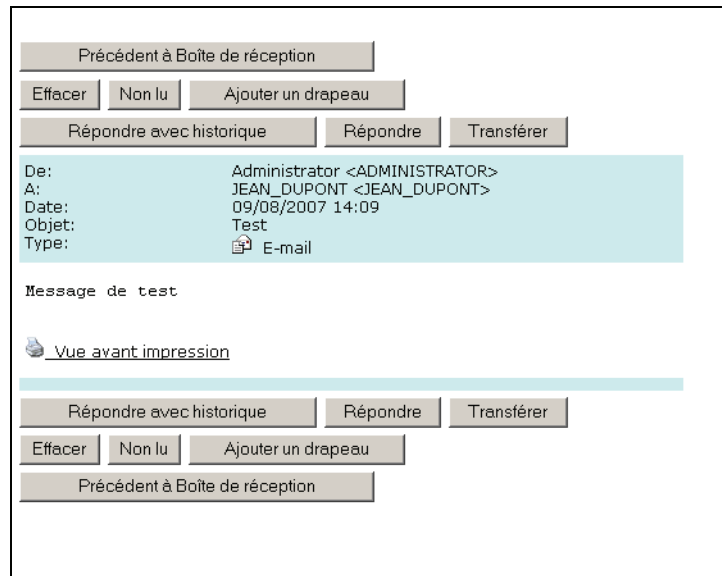 Précédent à Boîte de réception
Effacer Non lu Ajouter un drapeau
Répondre avec historique Répondre Transférer
De: Administrator <ADMINISTRATOR>
A: JEAN_DUPONT <JEAN_DUPONT>
Date: 09/08/2007 14:09
Objet: Test
Type: E-mail
Message de test
Vue avant impression
Répondre avec historique Répondre Transférer
Effacer Non lu Ajouter un drapeau
Précédent à Boîte de réception